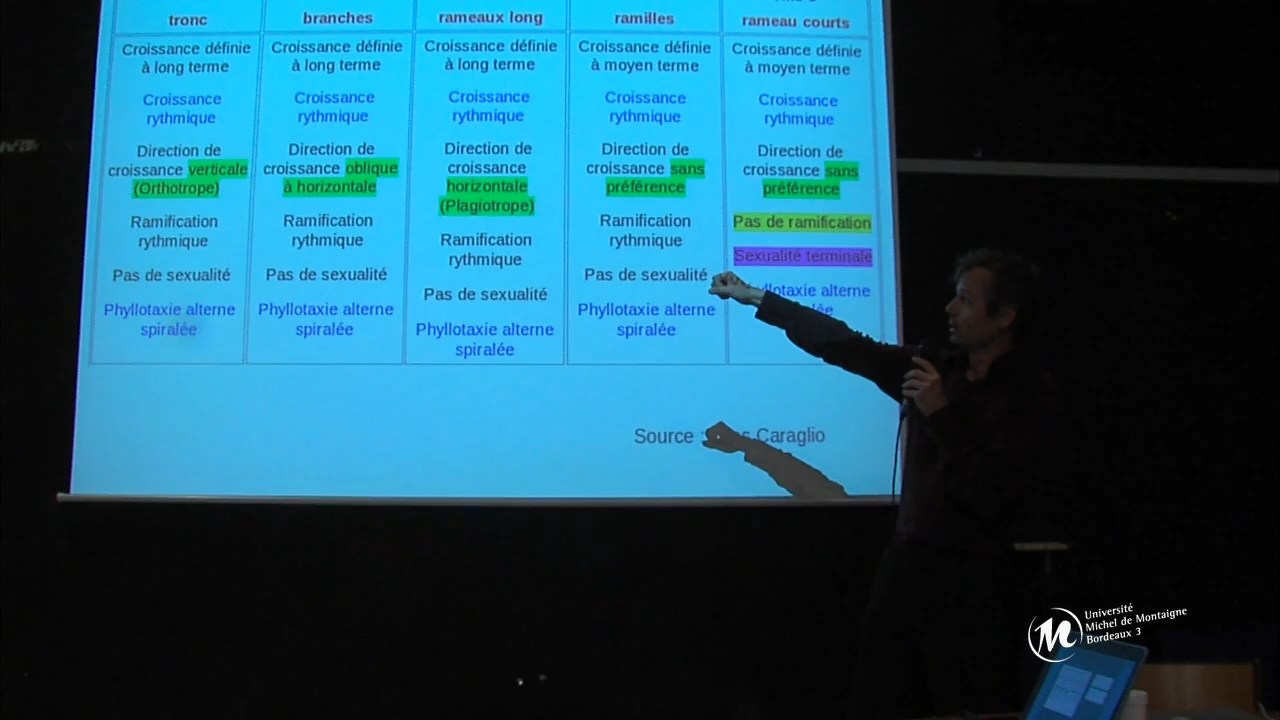 tronc
branches
rameaux long
ramilles
rameau courts
Croissance définie
à long terme
Croissance
rythmique
Direction de
croissance verticale
(Orthotrope)
Ramification
rythmique
Pas de sexualité
Phyllotaxie alterne
spiralée
Croissance définie
à long terme
Croissance
rythmique
Direction de
croissance oblique
à horizontale
Ramification
rythmique
Pas de sexualité
Phyllotaxie alterne
spiralée
Croissance définie
à long terme
Croissance
rythmique
Direction de
croissance
horizontale
(Plagiotrope)
Ramification
rythmique
Pas de sexualité
Phyllotaxie alterne
spiralée
Croissance définie
à moyen terme
Croissance
rythmique
Direction de
croissance sans
préférence
Ramification
rythmique
Pas de sexualité
Phyllotaxie alterne
spiralée
Croissance définie
à moyen terme
Croissance
rythmique
Direction de
croissance sans
préférence
Pas de ramification
Sexualité terminale
alterne
Source
Caraglio
Université
Michel de Montaigne
Bordeaux 3